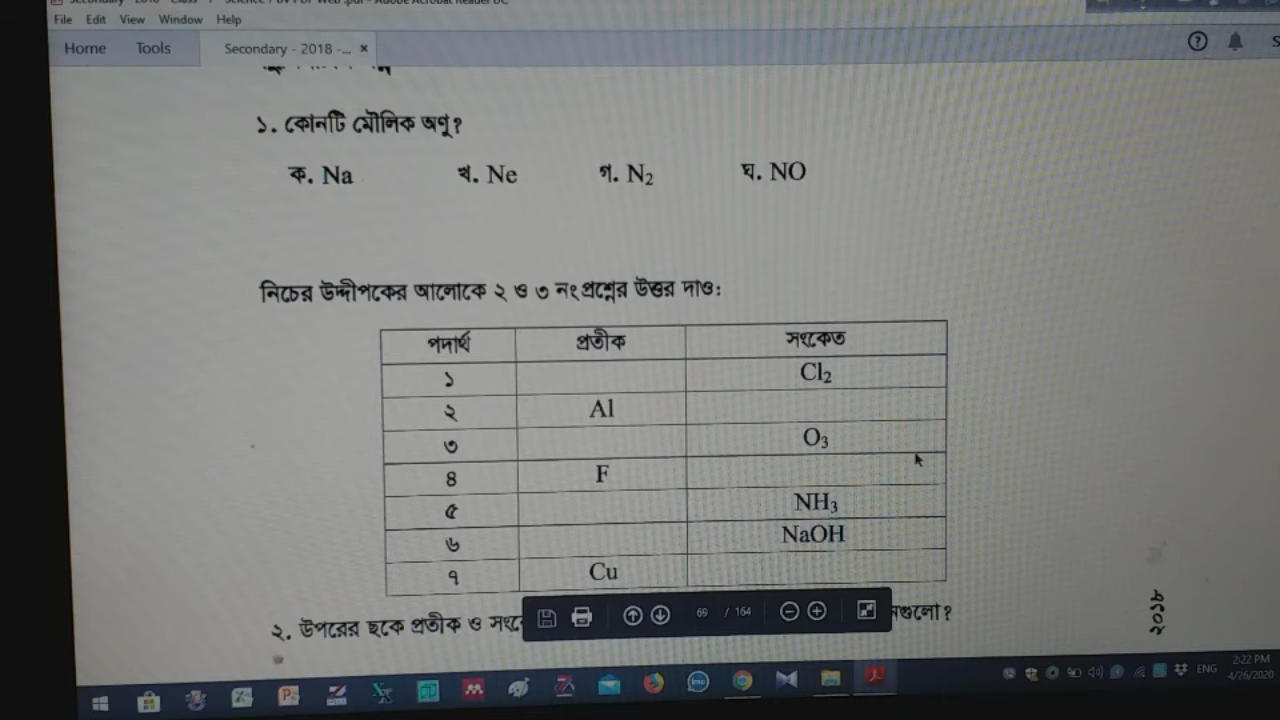 File Edit View Window Help
Home Tools Secondary - 2018 -... ×
১. কোনটি মৌলিক অণু?
ক. Na খ. Ne গ. N₂ ঘ. NO
নিচের উদ্দীপকের আলোকে ২ ও ৩ নং প্রশ্নের উত্তর দাও:
পদার্থ প্রতীক সংকেত
১ Cl₂
২ Al
৩ O₃
৪ F
৫ NH₃
৬ NaOH
৭ Cu
২. উপরের ছকে প্রতীক ও
69 / 164
২০১৮
ENG
2:22 PM
4/26/2020